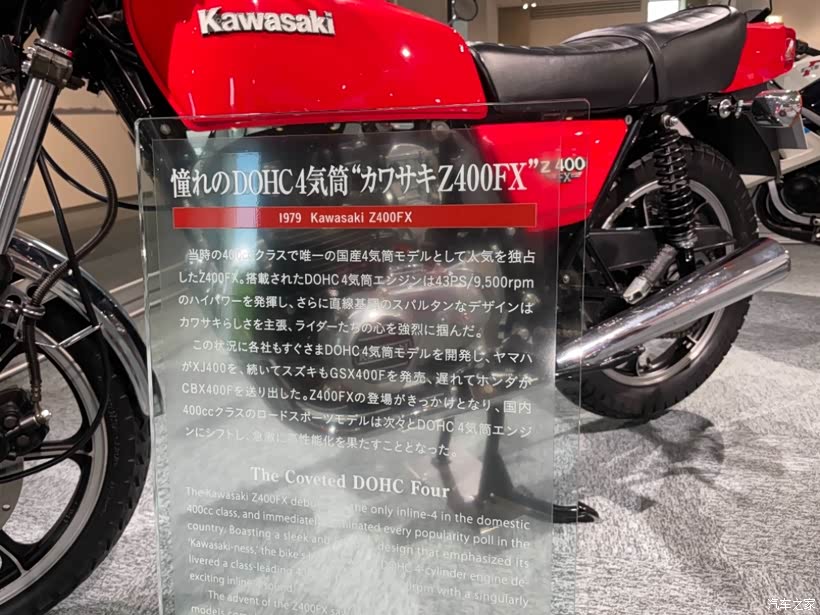 Kawasaki
憧れのDOHC4気筒“カワサキZ400FX”
Z 400
FX
1979 Kawasaki Z400FX
当時の400ccクラスで唯一の国産4気筒モデルとして人気を独占
したZ400FX。搭載されたDOHC4気筒エンジンは43PS/9,500rpm
のハイパワーを発揮し、さらに直線基調のスパルタンなデザインは
カワサキらしさを主張、ライダーたちの心を強烈に掴んだ。
この状況に各社もすぐさまDOHC4気筒モデルを開発し、ヤマハ
がXJ400を、続いてスズキもGSX400Fを発売、遅れてホンダが
CBX400Fを送り出した。Z400FXの登場がきっかけとなり、国内
400ccクラスのロードスポーツモデルは次々とDOHC4気筒エンジ
ンにシフトし、急激に高性能化を果たすこととなった。
The Coveted DOHC Four
The Kawasaki Z400FX the only inline-4 in the domestic
400cc class, and immediately every popularity poll in the
country. Boasting a sleek and design that emphasized its
'Kawasaki-ness,' the bike's DOHC 4-cylinder engine de-
livered a class-leading with a singularly
exciting
The advent of the Z400FX
models
汽车之家